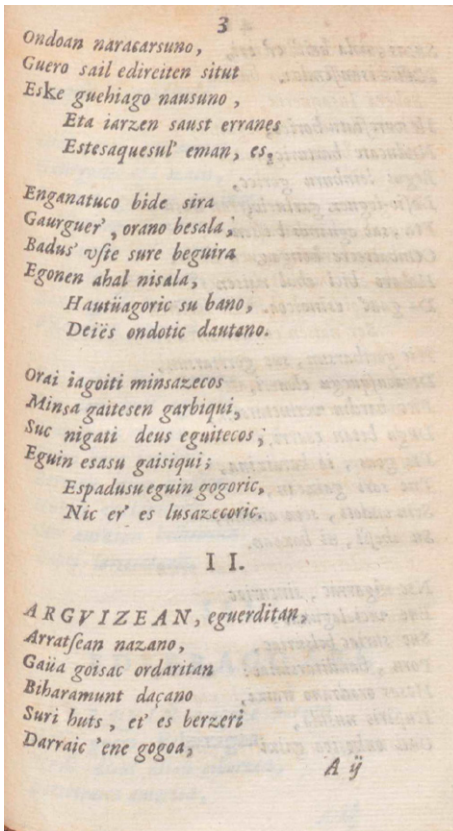 3
Ondoan naracarsuno,
Guero sail edireiten situt
Eske guehiago nausuno,
Eta iarzen saust erranes
Estesaquesul' eman, es,
Enganatuco bide sira
Gaurguer', orano besala,
Badus' vſte sure beguira
Egonen ahal nisala,
Hautüagoric su bano,
Deiës ondotic dautano.
Orai iagoiti minsazecos
Minsa gaitesen garbiqui,
Suc nigati deus eguitecos,
Eguin esasu gaisiqui;
Espadusu eguin gogoric,
Nic er' es lusazecoric.
II.
ARGVIZEAN, eguerditan,
Arratſean nazano,
Gaüa goisac ordaritan
Biharamunt daçano
Suri huts, et' es berzeri
Darraic 'ene gogoa,
A ij